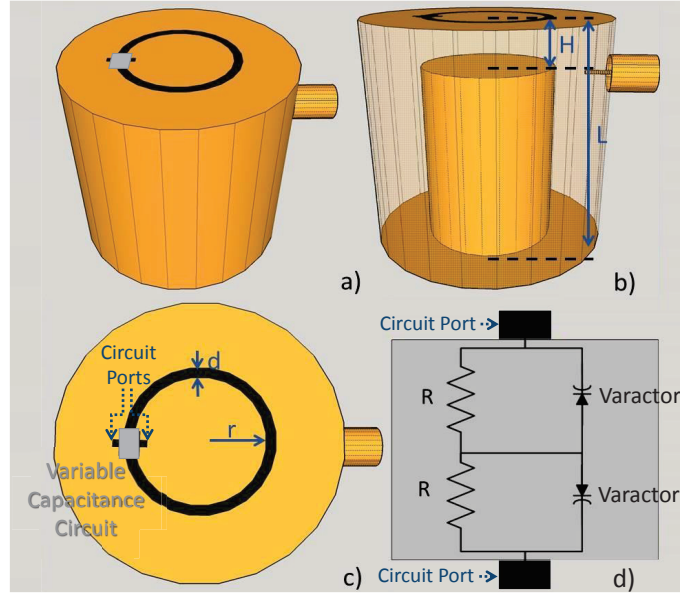 a)
H
L
b)
Circuit
Ports
d
r
Variable
Capacitance
Circuit
c)
Circuit Port
R
Varactor
R
Varactor
Circuit Port
d)